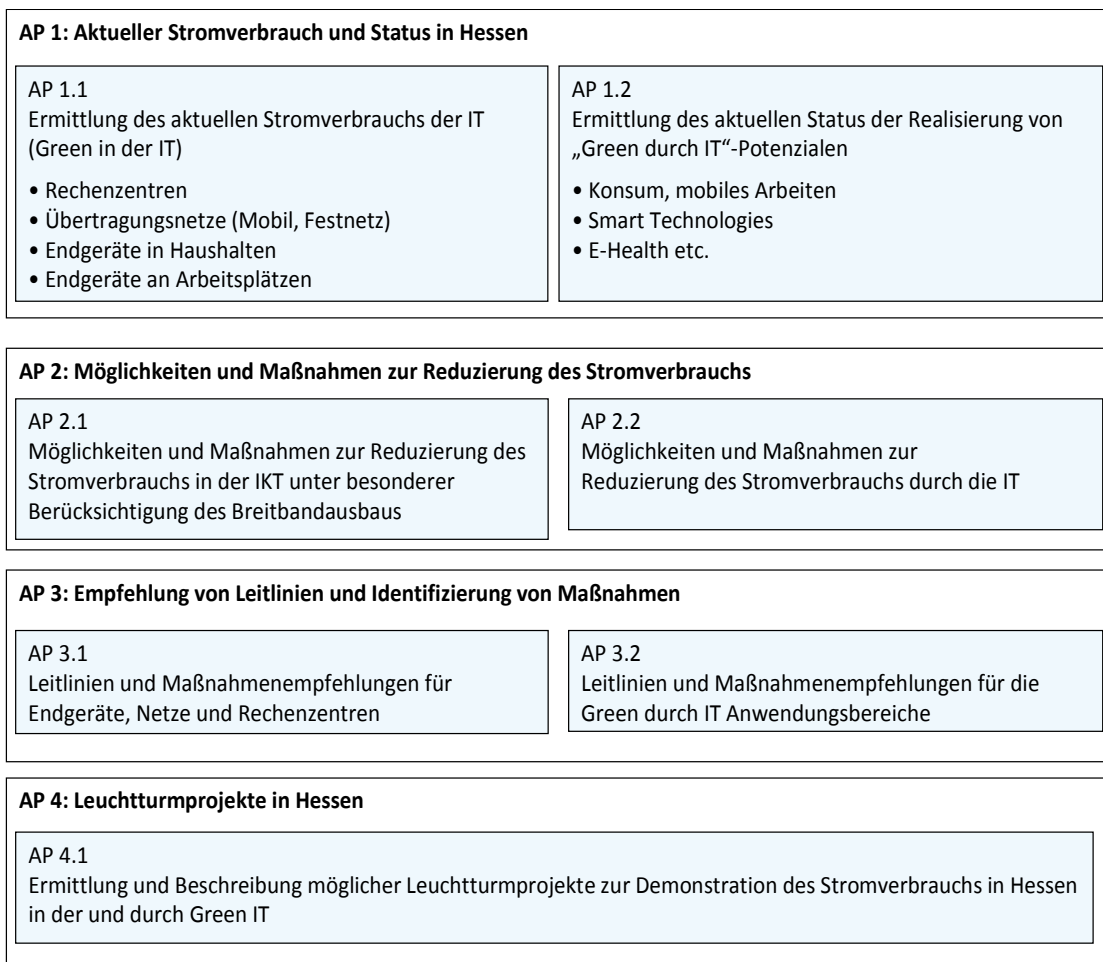 AP 1: Aktueller Stromverbrauch und Status in Hessen
AP 1.1
Ermittlung des aktuellen Stromverbrauchs der IT
(Green in der IT)
• Rechenzentren
• Übertragungsnetze (Mobil, Festnetz)
• Endgeräte in Haushalten
• Endgeräte an Arbeitsplätzen
AP 1.2
Ermittlung des aktuellen Status der Realisierung von
„Green durch IT“-Potenzialen
• Konsum, mobiles Arbeiten
• Smart Technologies
• E-Health etc.
AP 2: Möglichkeiten und Maßnahmen zur Reduzierung des Stromverbrauchs
AP 2.1
Möglichkeiten und Maßnahmen zur Reduzierung des
Stromverbrauchs in der IKT unter besonderer
Berücksichtigung des Breitbandausbaus
AP 2.2
Möglichkeiten und Maßnahmen zur
Reduzierung des Stromverbrauchs durch die IT
AP 3: Empfehlung von Leitlinien und Identifizierung von Maßnahmen
AP 3.1
Leitlinien und Maßnahmenempfehlungen für
Endgeräte, Netze und Rechenzentren
AP 3.2
Leitlinien und Maßnahmenempfehlungen für die
Green durch IT Anwendungsbereiche
AP 4: Leuchtturmprojekte in Hessen
AP 4.1
Ermittlung und Beschreibung möglicher Leuchtturmprojekte zur Demonstration des Stromverbrauchs in Hessen
in der und durch Green IT